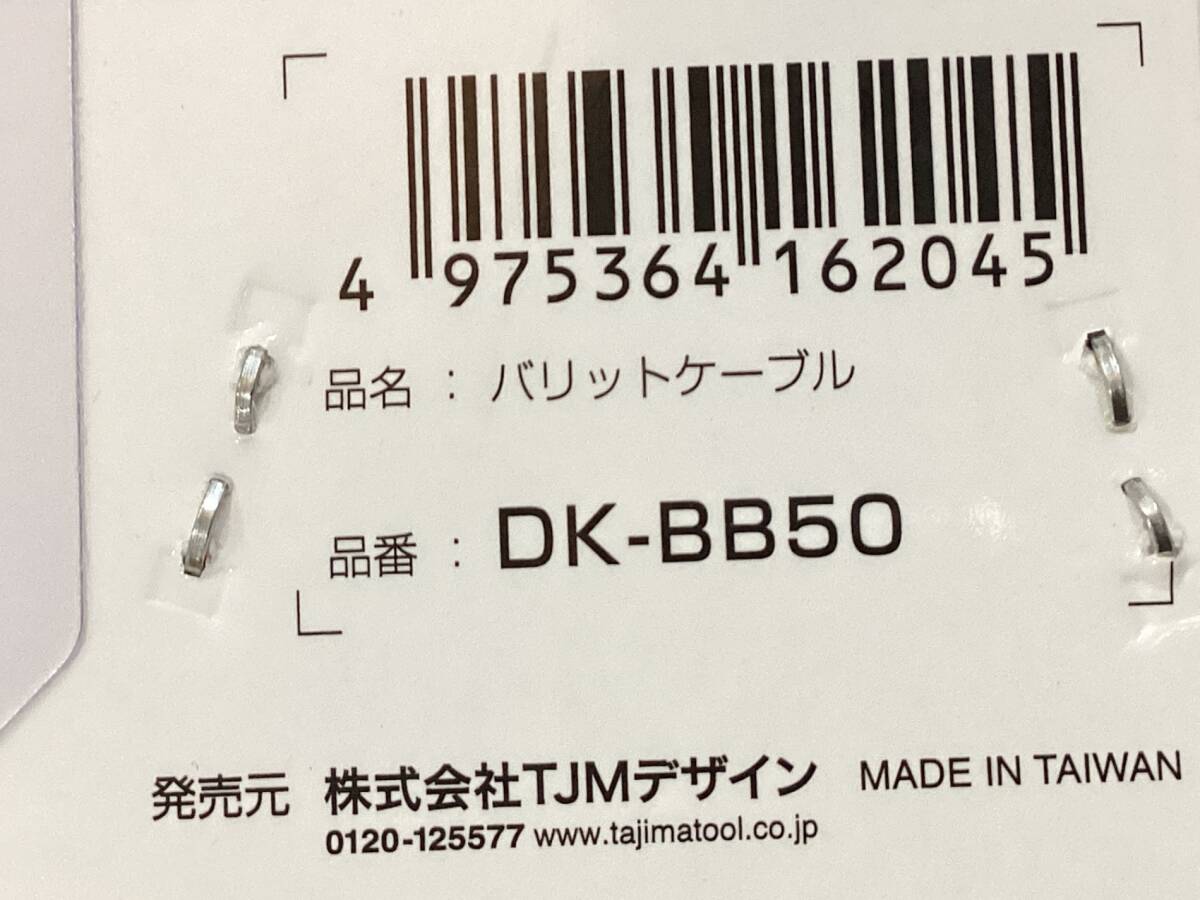 4 975364 162045
品名 : バリットケーブル
品番 : DK-BB50
発売元 株式会社TJMデザイン MADE IN TAIWAN
0120-125577 www.tajimatool.co.jp